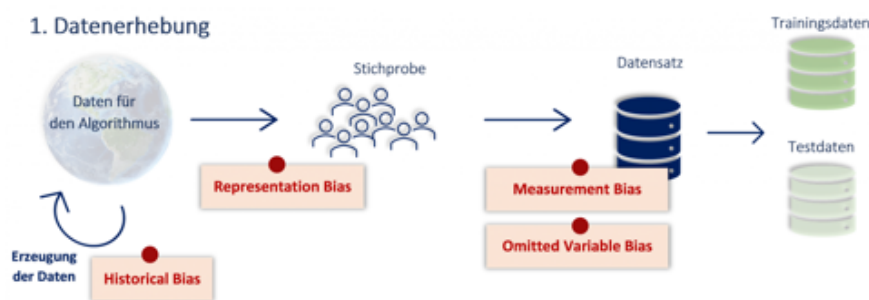 1. Datenerhebung
Daten für
den Algorithmus
Erzeugung
der Daten
Historical Bias
Representation Bias
Stichprobe
Measurement Bias
Omitted Variable Bias
Datensatz
Trainingsdaten
Testdaten